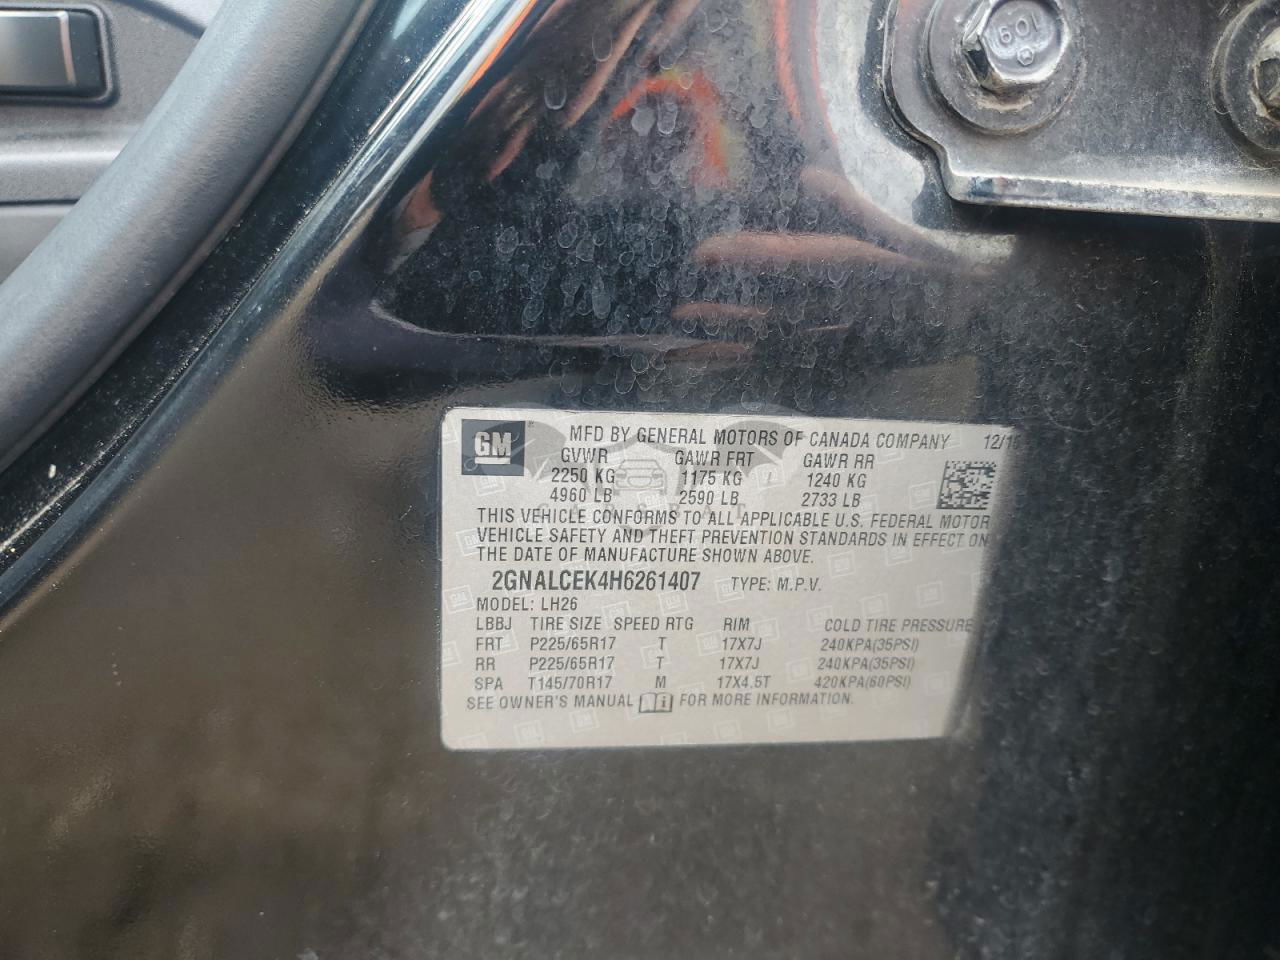 109
GM
MFD BY GENERAL MOTORS OF CANADA COMPANY 12/15
GVWR GAWR FRT GAWR RR
2250 KG 1175 KG 1240 KG
4960 LB 2590 LB 2733 LB
THIS VEHICLE CONFORMS TO ALL APPLICABLE U.S. FEDERAL MOTOR
VEHICLE SAFETY AND THEFT PREVENTION STANDARDS IN EFFECT ON
THE DATE OF MANUFACTURE SHOWN ABOVE.
2GNALCEK4H6261407 TYPE: M.P.V.
MODEL: LH26
LBBJ TIRE SIZE SPEED RTG RIM COLD TIRE PRESSURE
FRT P225/65R17 T 17X7J 240KPA(35PSI)
RR P225/65R17 T 17X7J 240KPA(35PSI)
SPA T145/70R17 M 17X4.5T 420KPA(60PSI)
SEE OWNER'S MANUAL i FOR MORE INFORMATION.